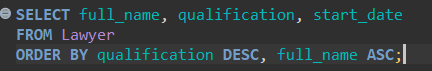 SELECT full_name, qualification, start_date
FROM Lawyer
ORDER BY qualification DESC, full_name ASC;